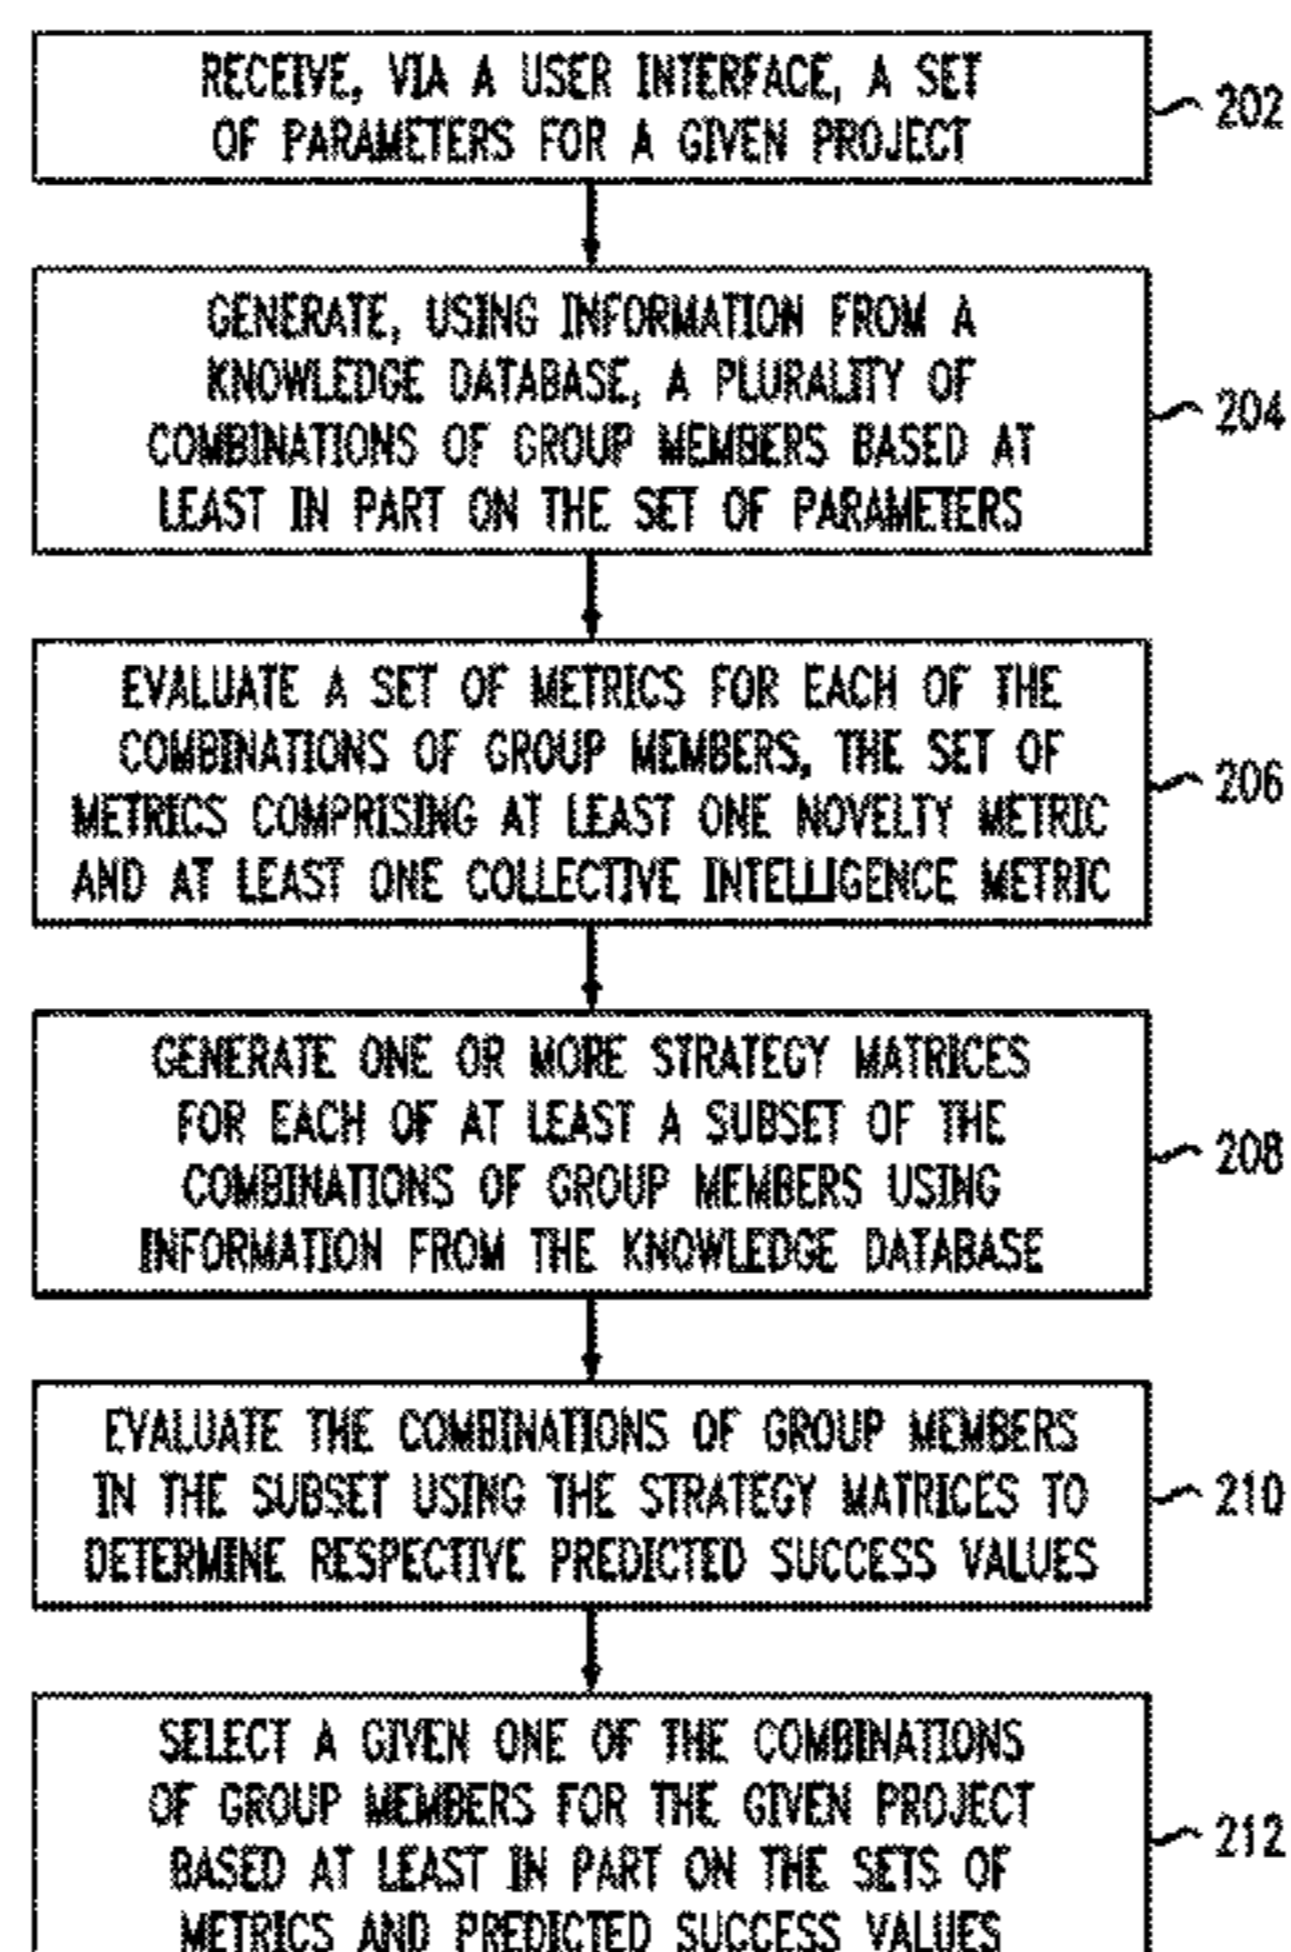 RECEIVE, VIA A USER INTERFACE, A SET
OF PARAMETERS FOR A GIVEN PROJECT
202
GENERATE, USING INFORMATION FROM A
KNOWLEDGE DATABASE, A PLURALITY OF
COMBINATIONS OF GROUP MEMBERS BASED AT
LEAST IN PART ON THE SET OF PARAMETERS
204
EVALUATE A SET OF METRICS FOR EACH OF THE
COMBINATIONS OF GROUP MEMBERS, THE SET OF
METRICS COMPRISING AT LEAST ONE NOVELTY METRIC
AND AT LEAST ONE COLLECTIVE INTELLIGENCE METRIC
206
GENERATE ONE OR MORE STRATEGY MATRICES
FOR EACH OF AT LEAST A SUBSET OF THE
COMBINATIONS OF GROUP MEMBERS USING
INFORMATION FROM THE KNOWLEDGE DATABASE
208
EVALUATE THE COMBINATIONS OF GROUP MEMBERS
IN THE SUBSET USING THE STRATEGY MATRICES TO
DETERMINE RESPECTIVE PREDICTED SUCCESS VALUES
210
SELECT A GIVEN ONE OF THE COMBINATIONS
OF GROUP MEMBERS FOR THE GIVEN PROJECT
BASED AT LEAST IN PART ON THE SETS OF
METRICS AND PREDICTED SUCCESS VALUES
212